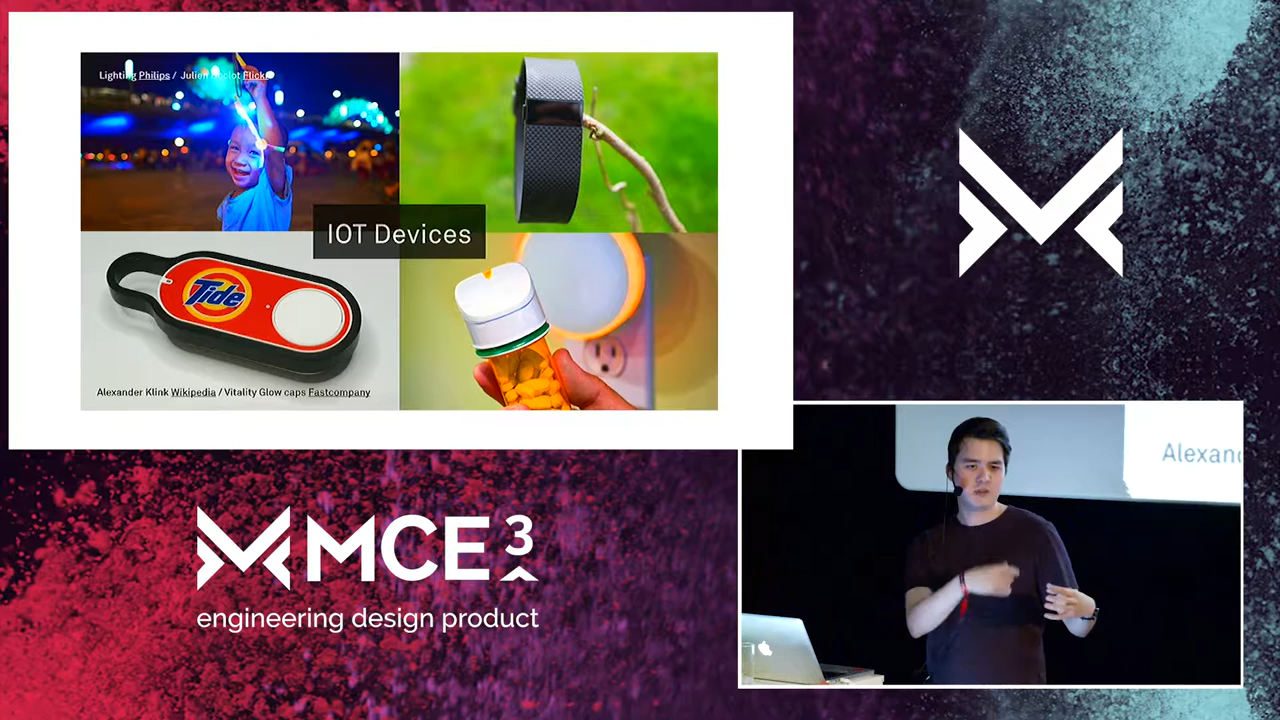 Lighting Philips / Julien Flickr
IOT Devices
Tide
Alexander Klink Wikipedia / Vitality Glow caps Fastcompany
Alexan
MCE 3
engineering design product